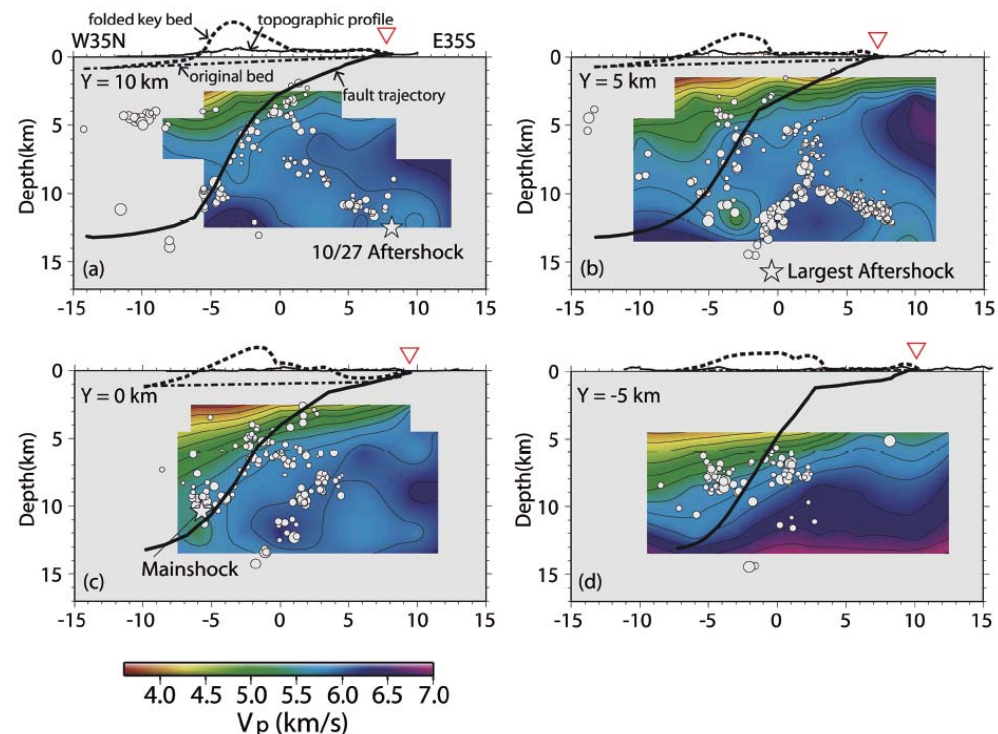 folded key bed
topographic profile
W35N
E35S
0
Y = 10 km
original bed
fault trajectory
5
Depth(km)
10
15
(a)
10/27 Aftershock
-15 -10 -5 0 5 10 15
0
Y = 5 km
5
Depth(km)
10
15
(b)
Largest Aftershock
-15 -10 -5 0 5 10 15
0
Y = 0 km
5
Depth(km)
10
15
(c)
Mainshock
-15 -10 -5 0 5 10 15
0
Y = -5 km
5
Depth(km)
10
15
(d)
-15 -10 -5 0 5 10 15
4.0 4.5 5.0 5.5 6.0 6.5 7.0
Vp (km/s)